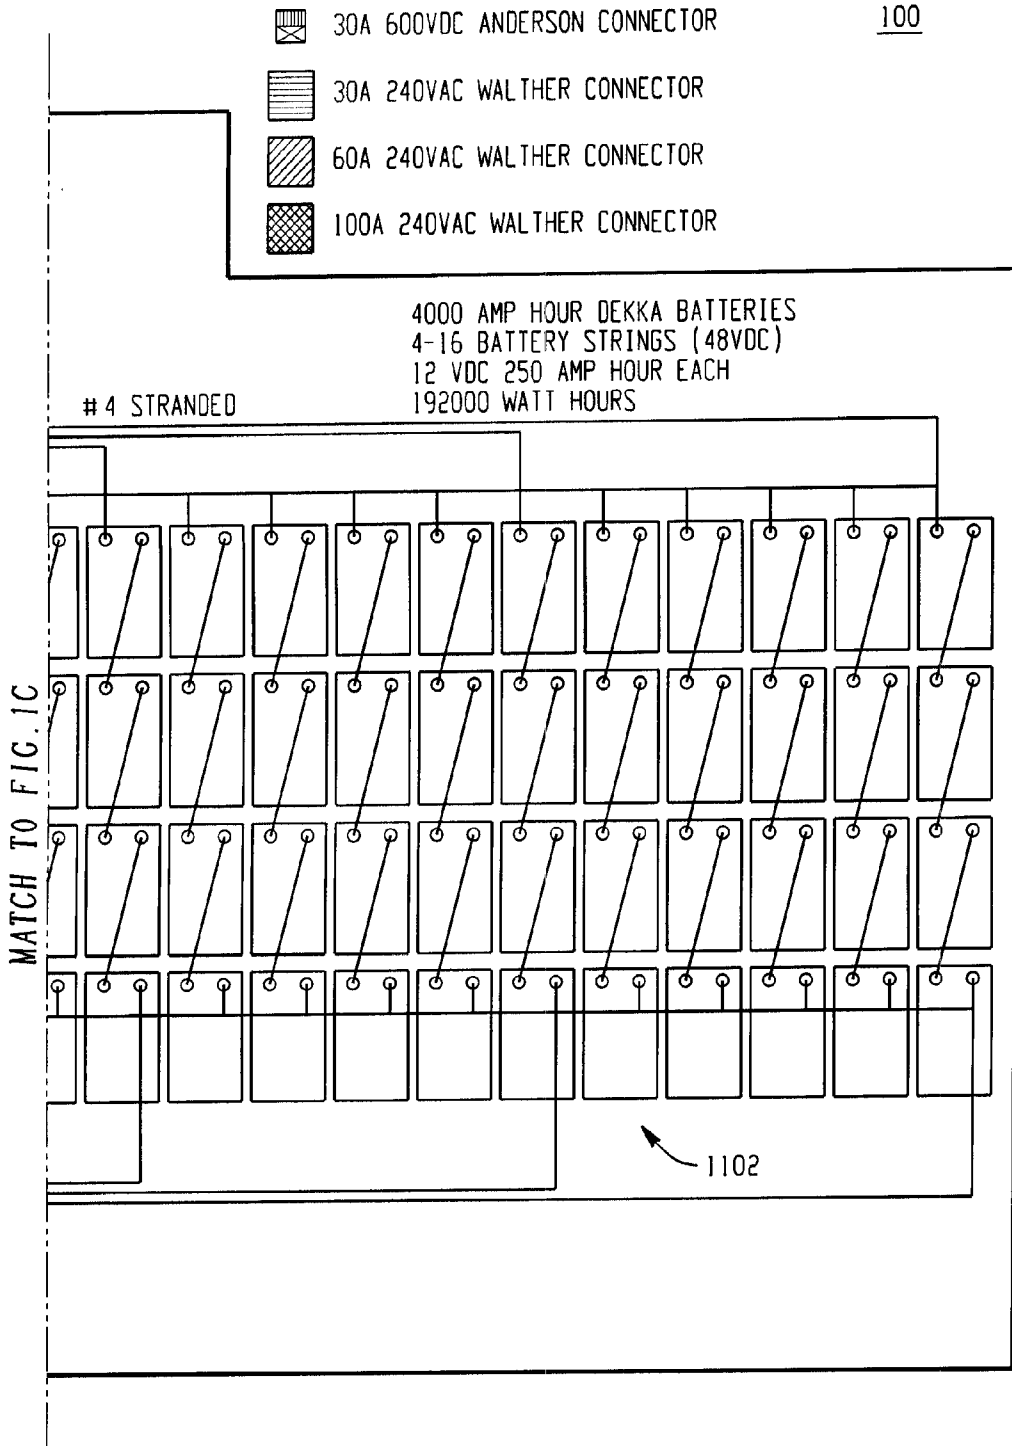 30A 600VDC ANDERSON CONNECTOR
100
30A 240VAC WALTHER CONNECTOR
60A 240VAC WALTHER CONNECTOR
100A 240VAC WALTHER CONNECTOR
4000 AMP HOUR DEKKA BATTERIES
4-16 BATTERY STRINGS (48VDC)
12 VDC 250 AMP HOUR EACH
192000 WATT HOURS
#4 STRANDED
MATCH TO FIG.1C
1102